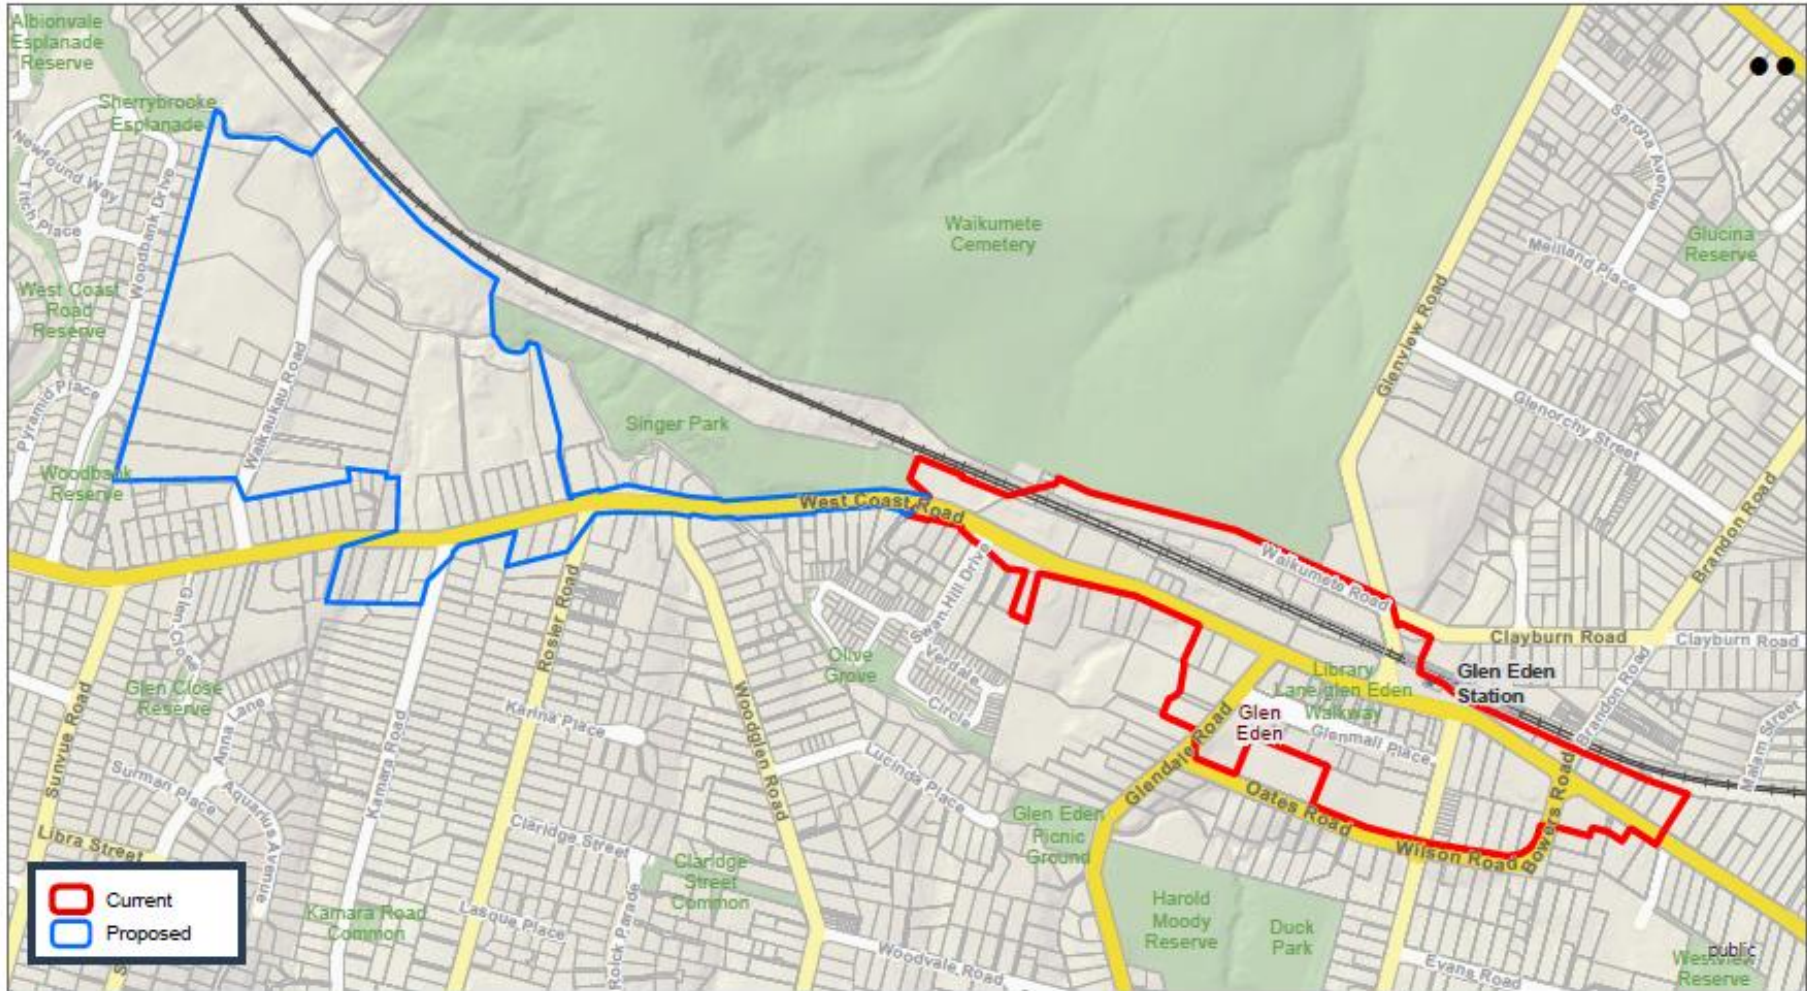 Albionvale
Esplanade
Reserve
Sherrybrooke
Esplanade
Newfound Way
Titch Place
Woodbank Drive
West Coast
Road
Reserve
Pyramid Place
Waikaukau Road
Woodbank
Reserve
Singer Park
Waikumete
Cemetery
West Coast Road
Glenview Road
Sarona Avenue
Glucina
Reserve
Meiland Place
Glenorchy Street
Brandon Road
Waikumete Road
Clayburn Road
Clayburn Road
Glen Eden
Station
Library
Lane/glen Eden
Walkway
Glen
Eden
Glenmall Place
Brandon Road
Malam Street
Glendale Road
Oates Road
Wilson Road
Bowers Road
Swan Hill Drive
Verdale
Circle
Olive
Grove
Rosier Road
Woodglen Road
Karina Place
Lucinda Place
Glen Close
Glen Close
Reserve
Anna Lane
Sunvue Road
Surman Place
Aquarius Avenue
Kamara Road
Libra Street
Claridge Street
Claridge
Street
Common
Glen Eden
Picnic
Ground
Harold
Moody
Reserve
Duck
Park
Kamara Road
Common
Lasque Place
Roick Parade
Woodvale Road
Evans Road
public
Westview
Reserve
Current
Proposed